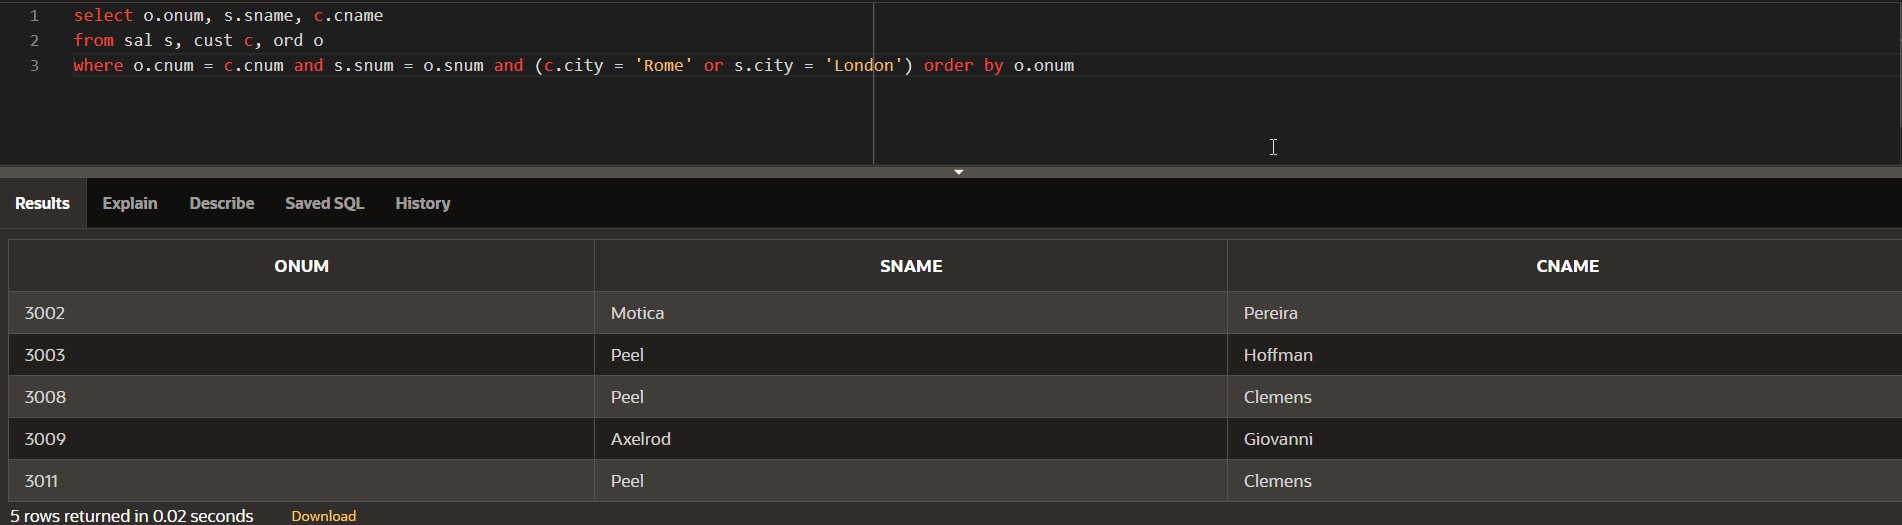 1 select o.onum, s.sname, c.cname
2 from sal s, cust c, ord o
3 where o.cnum = c.cnum and s.snum = o.snum and (c.city = 'Rome' or s.city = 'London') order by o.onum
Results Explain Describe Saved SQL History
ONUM SNAME CNAME
3002 Motica Pereira
3003 Peel Hoffman
3008 Peel Clemens
3009 Axelrod Giovanni
3011 Peel Clemens
5 rows returned in 0.02 seconds Download